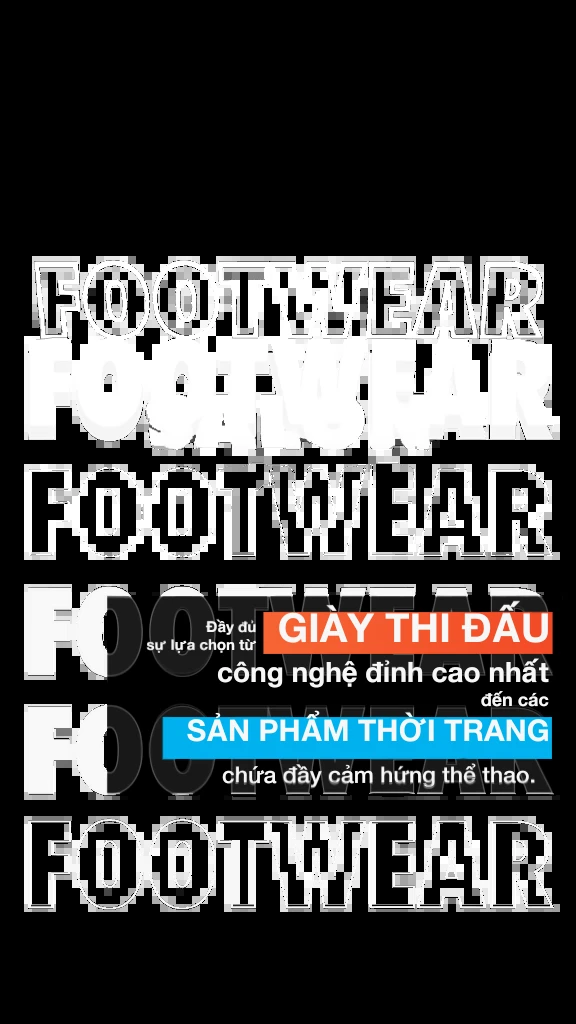 FOOTWEAR
FOOTWEAR
FOOTWEAR
FOOTWEAR
Đầy đủ
sự lựa chọn từ
GIÀY THI ĐẤU
công nghệ đỉnh cao nhất
đến các
FOOTWEAR
SẢN PHẨM THỜI TRANG
chứa đầy cảm hứng thể thao.
FOOTWEAR